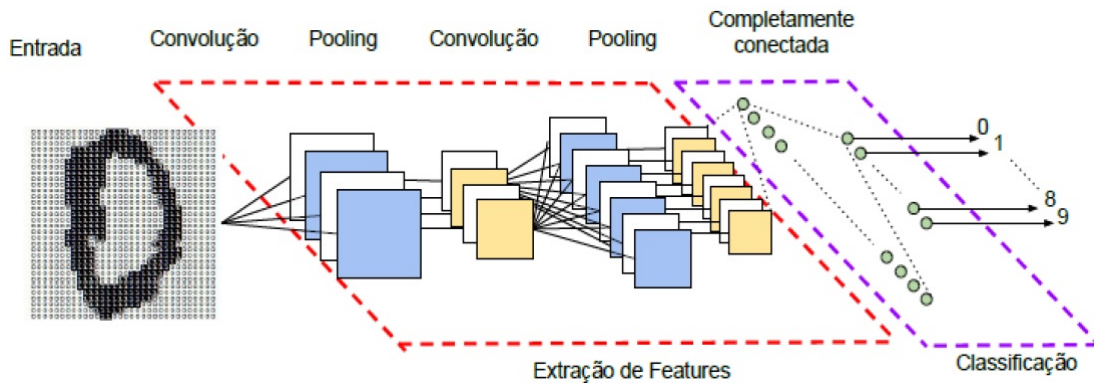 Entrada
Convolução
Pooling
Convolução
Pooling
Completamente
conectada
0
1
8
9
Extração de Features
Classificação